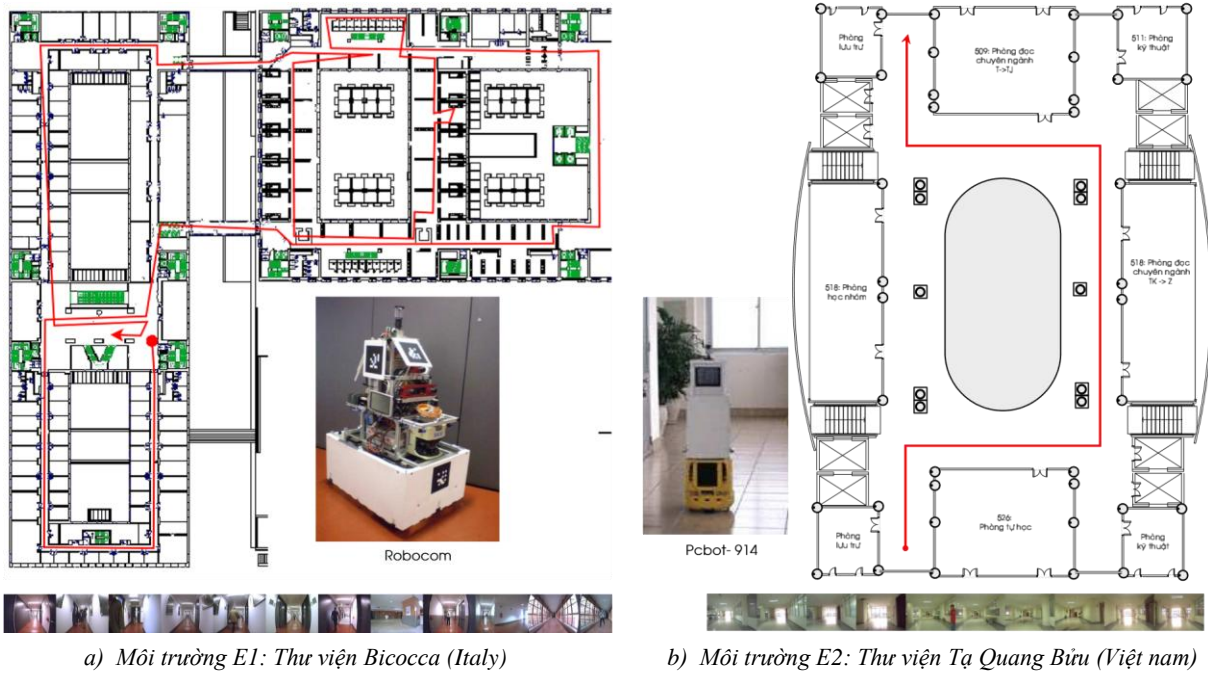 Phòng
lưu trữ
509: Phòng đọc
chuyên ngành
T->TJ
511: Phòng
kỹ thuật
518: Phòng
học nhóm
518: Phòng đọc
chuyên ngành
TK -> Z
526:
Phòng tự học
Phòng
lưu trữ
Phòng
kỹ thuật
Robocom
Pcbot- 914
a) Môi trường E1: Thư viện Bicocca (Italy)
b) Môi trường E2: Thư viện Tạ Quang Bửu (Việt nam)